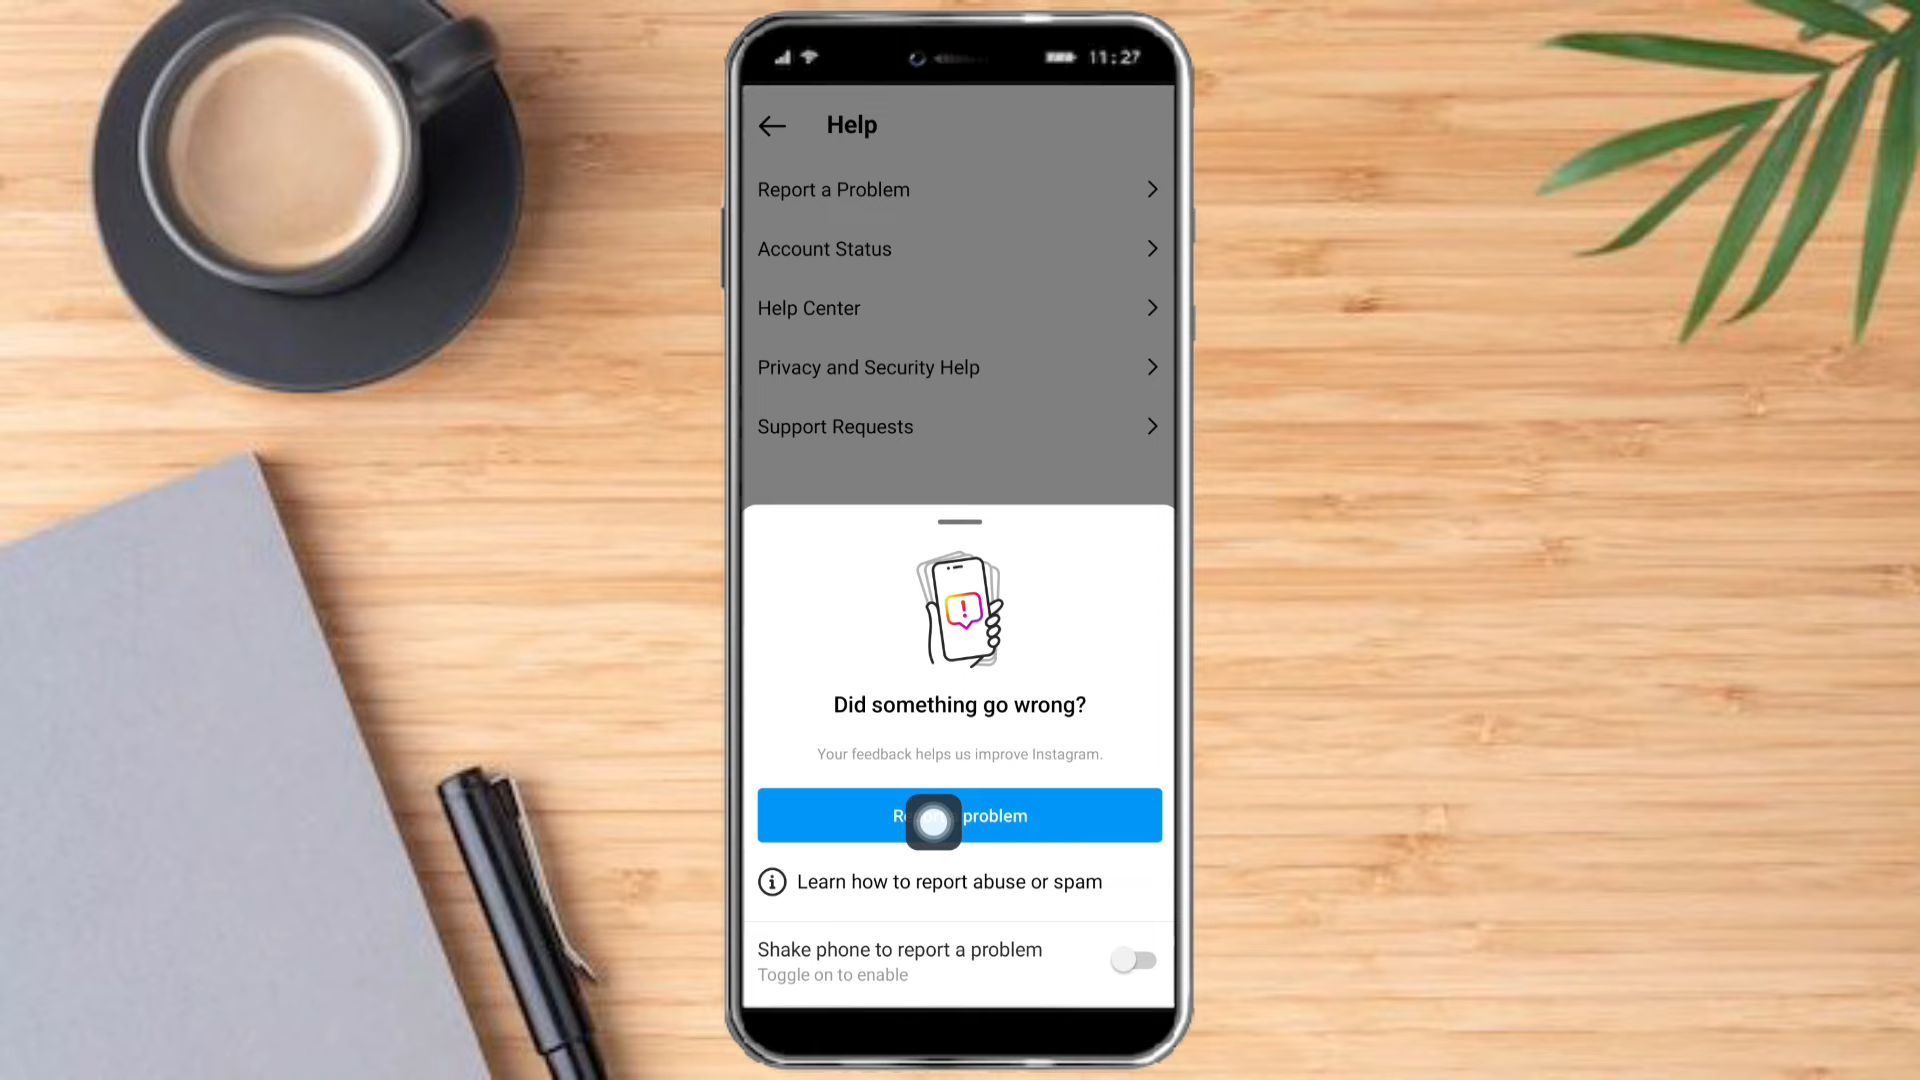 11:27
Help
Report a Problem
Account Status
Help Center
Privacy and Security Help
Support Requests
Did something go wrong?
Your feedback helps us improve Instagram.
Report a problem
Learn how to report abuse or spam
Shake phone to report a problem
Toggle on to enable